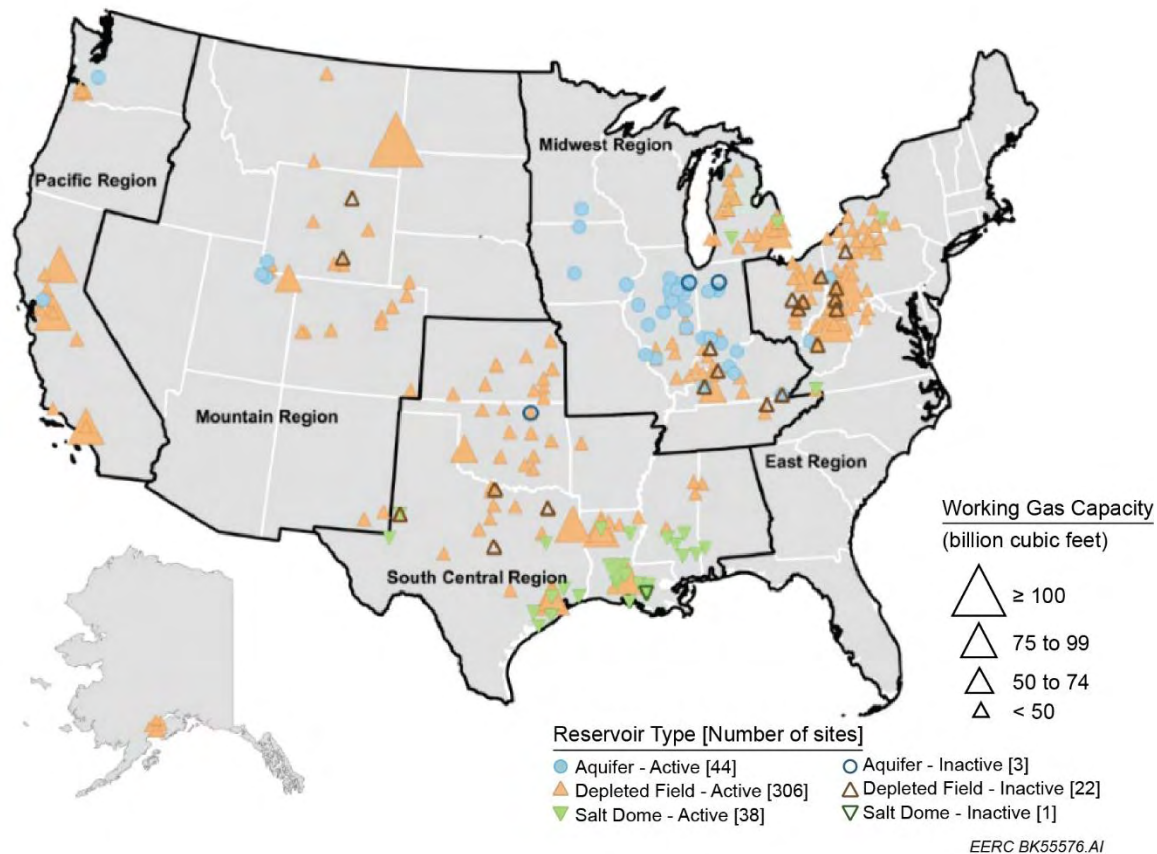 Midwest Region
Pacific Region
Mountain Region
East Region
South Central Region
Working Gas Capacity
(billion cubic feet)
≥ 100
75 to 99
50 to 74
< 50
Reservoir Type [Number of sites]
Aquifer - Active [44]
Depleted Field - Active [306]
Salt Dome - Active [38]
Aquifer - Inactive [3]
Depleted Field - Inactive [22]
Salt Dome - Inactive [1]
EERC BK55576.AI